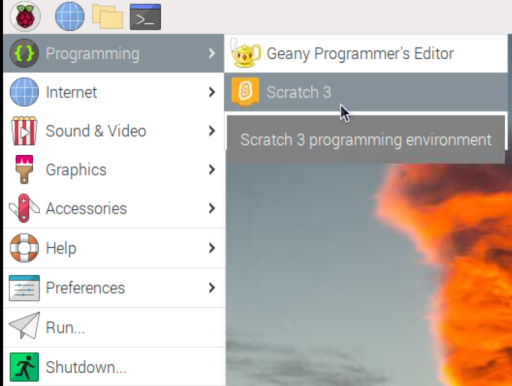 Programming
Geany Programmer's Editor
Internet
Scratch 3
Sound & Video
Scratch 3 programming environment
Graphics
Accessories
Help
Preferences
Run...
Shutdown...